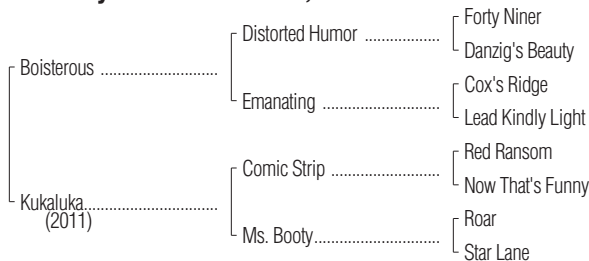 Forty Niner
Distorted Humor ..................
Danzig's Beauty
Boisterous ............................
Cox's Ridge
Emanating ............................
Lead Kindly Light
Red Ransom
Comic Strip ..........................
Now That's Funny
Kukaluka................................
(2011)
Roar
Ms. Booty..............................
Star Lane